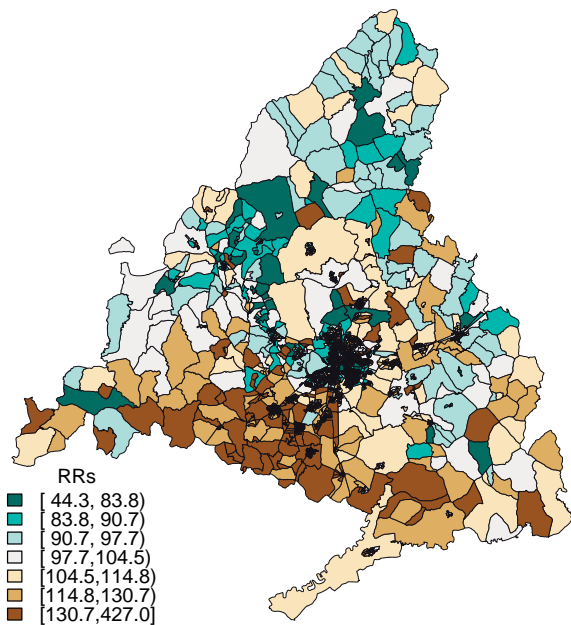 RRs
[ 44.3, 83.8)
[ 83.8, 90.7)
[ 90.7, 97.7)
[ 97.7,104.5)
[104.5,114.8)
[114.8,130.7)
[130.7,427.0]